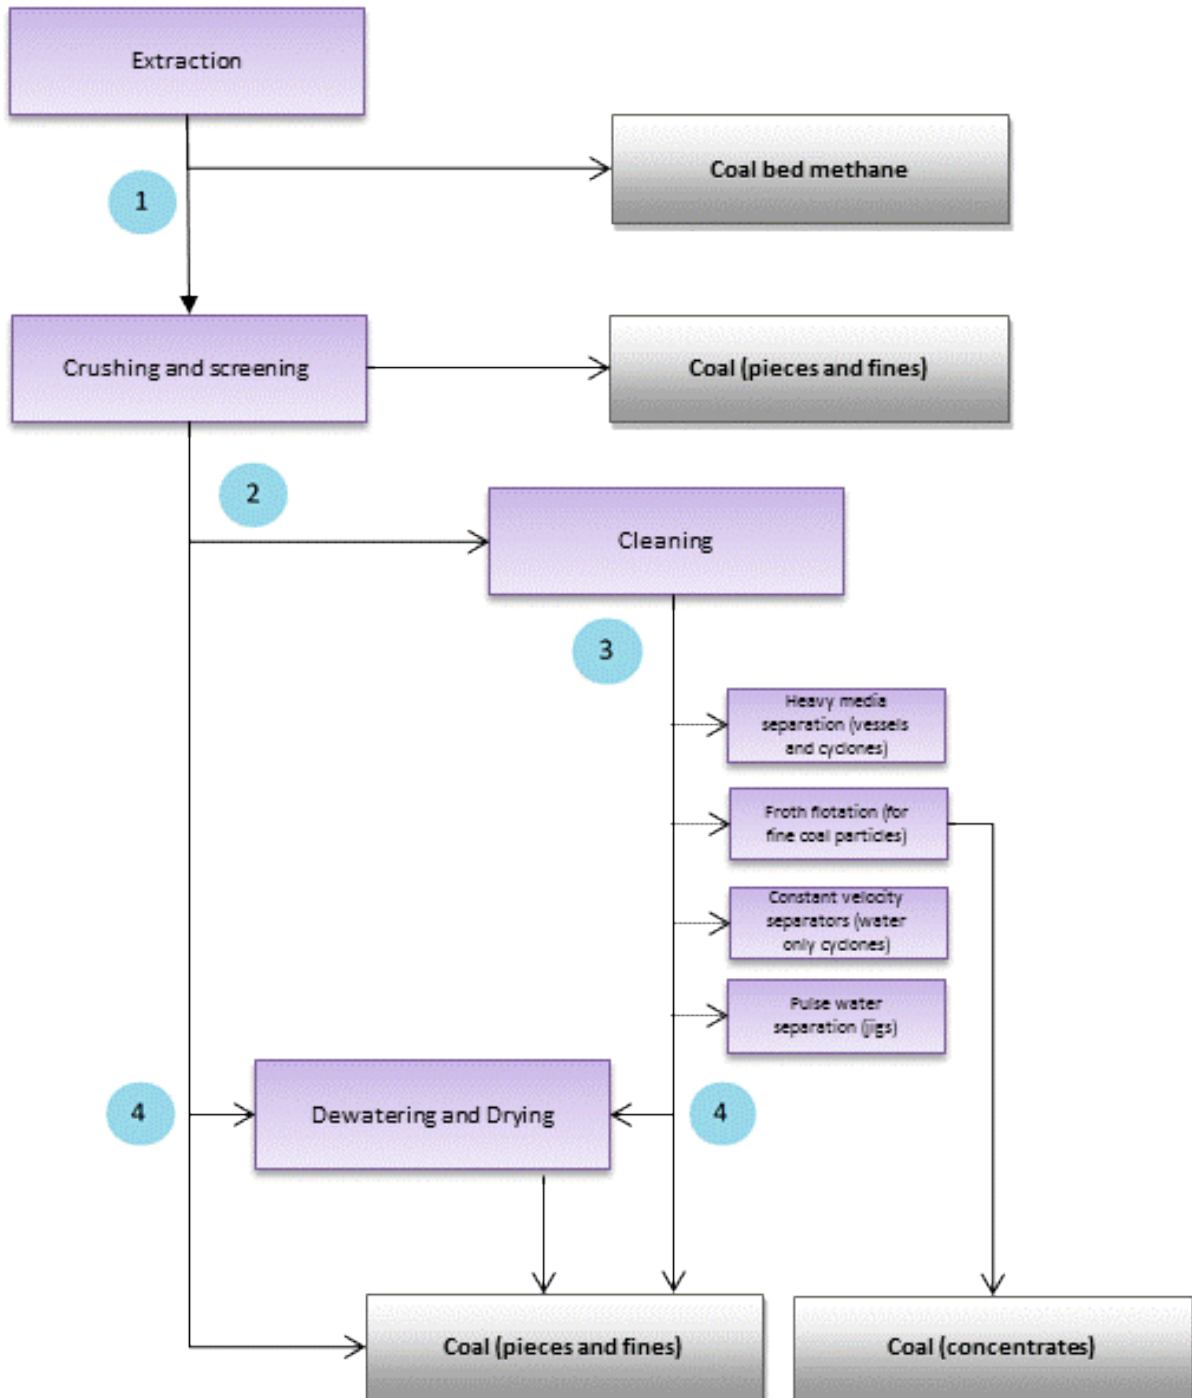 Extraction
Coal bed methane
1
Crushing and screening
Coal (pieces and fines)
2
Cleaning
3
Heavy media
separation (vessels
and cyclones)
Froth flotation (for
fine coal particles)
Constant velocity
separators (water
only cyclones)
Pulse water
separation (jigs)
4
Dewatering and Drying
4
Coal (pieces and fines)
Coal (concentrates)